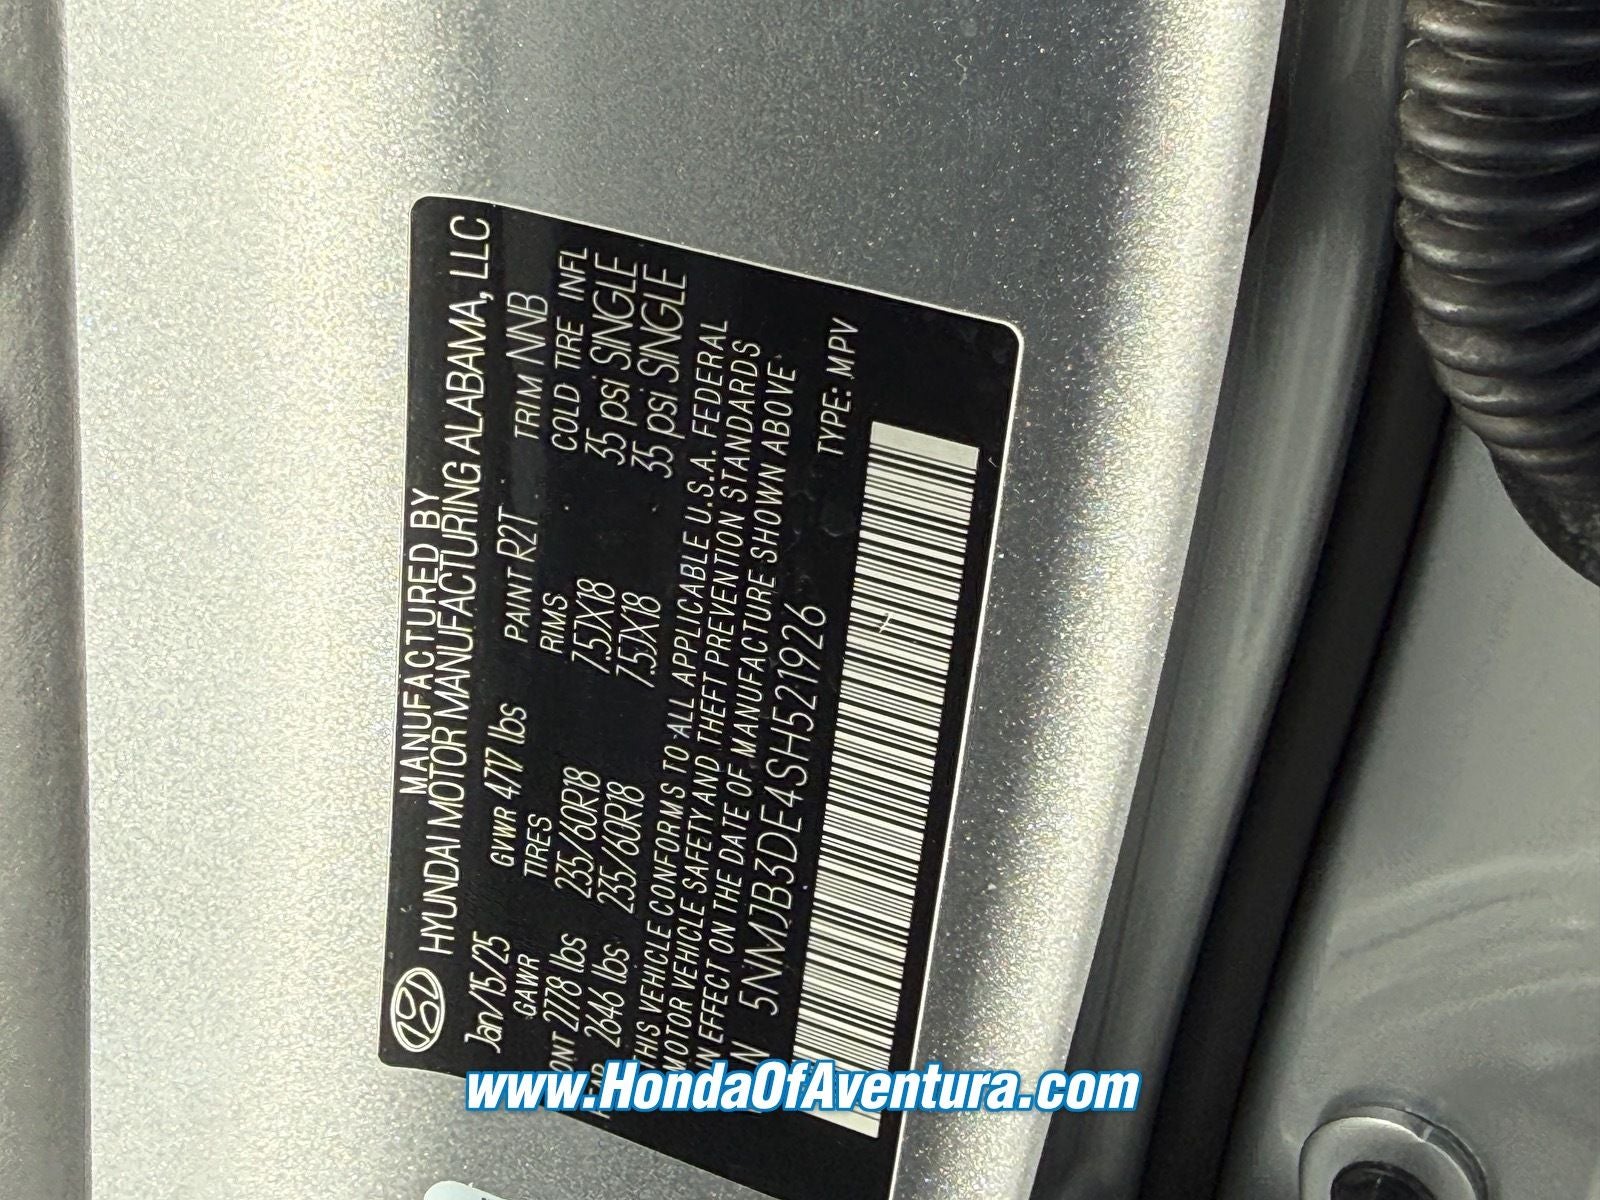 MANUFACTURED BY
HYUNDAI MOTOR MANUFACTURING ALABAMA, LLC
Jan/15/25 GVWR 4717 lbs PAINT R2T TRIM NNB
GAWR TIRES RIMS COLD TIRE INFL
ONT 2778 lbs 235/60R18 7.5JX18 35 psi SINGLE
2646 lbs 235/60R18 7.5JX18 35 psi SINGLE
THIS VEHICLE CONFORMS TO ALL APPLICABLE U.S.A. FEDERAL
MOTOR VEHICLE SAFETY AND THEFT PREVENTION STANDARDS
IN EFFECT ON THE DATE OF MANUFACTURE SHOWN ABOVE
IN 5NMJB3DE4SH521926 TYPE: MPV
www.HondaOfAventura.com